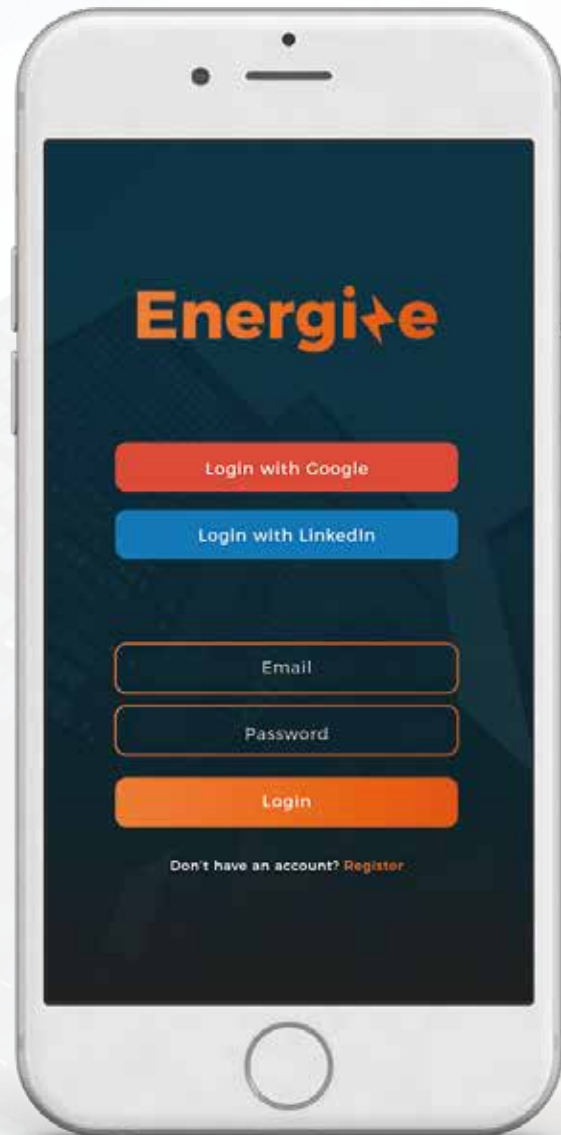 Energize
Login with Google
Login with LinkedIn
Email
Password
Login
Don't have an account? Register